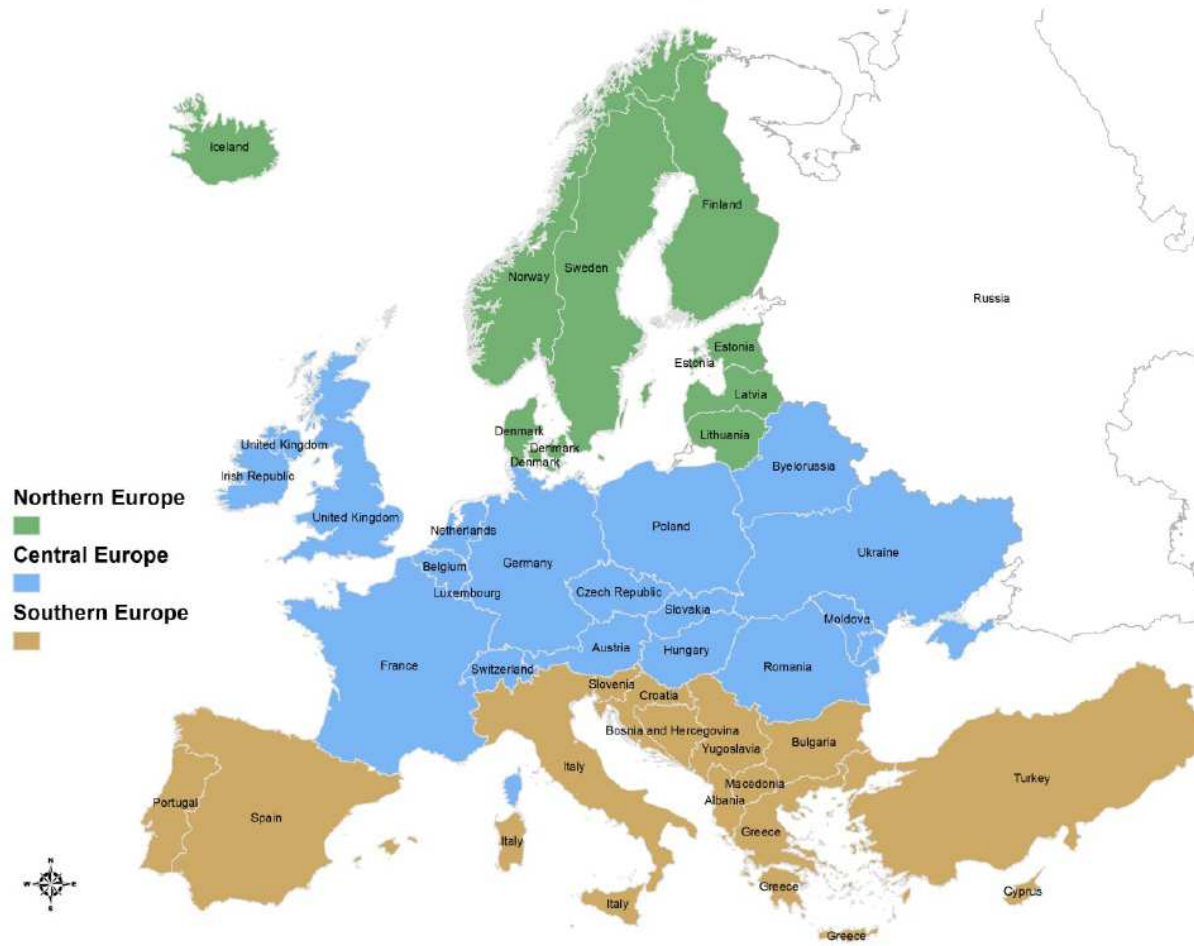 Iceland
Finland
Norway
Sweden
Russia
Estonia
Estonia
Latvia
Denmark
Lithuania
Denmark
Denmark
United Kingdom
Byelorussia
Irish Republic
Northern Europe
United Kingdom
Poland
Netherlands
Ukraine
Central Europe
Belgium
Germany
Czech Republic
Luxembourg
Slovakia
Southern Europe
Moldova
Austria
Hungary
France
Switzerland
Romania
Slovenia
Croatia
Bosnia and Hercegovina
Bulgaria
Yugoslavia
Italy
Turkey
Macedonia
Portugal
Albania
Spain
Greece
Italy
Greece
Cyprus
Italy
Greece
N
W
E
S